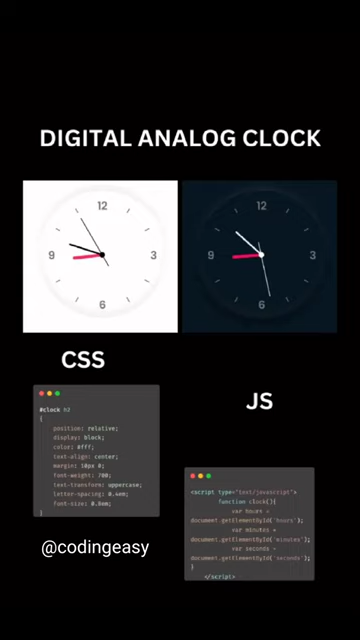 DIGITAL ANALOG CLOCK
12
9
3
6
12
9
3
6
CSS
#clock h2
{
position: relative;
display: block;
color: #fff;
text-align: center;
margin: 10px 0;
font-weight: 700;
text-transform: uppercase;
letter-spacing: 0.4em;
font-size: 0.8em;
}
@codingeasy
JS
<script type="text/javascript">
function clock(){
var hours =
document.getElementById('hours');
var minutes =
document.getElementById('minutes');
var seconds =
document.getElementById('seconds');
}
</script>